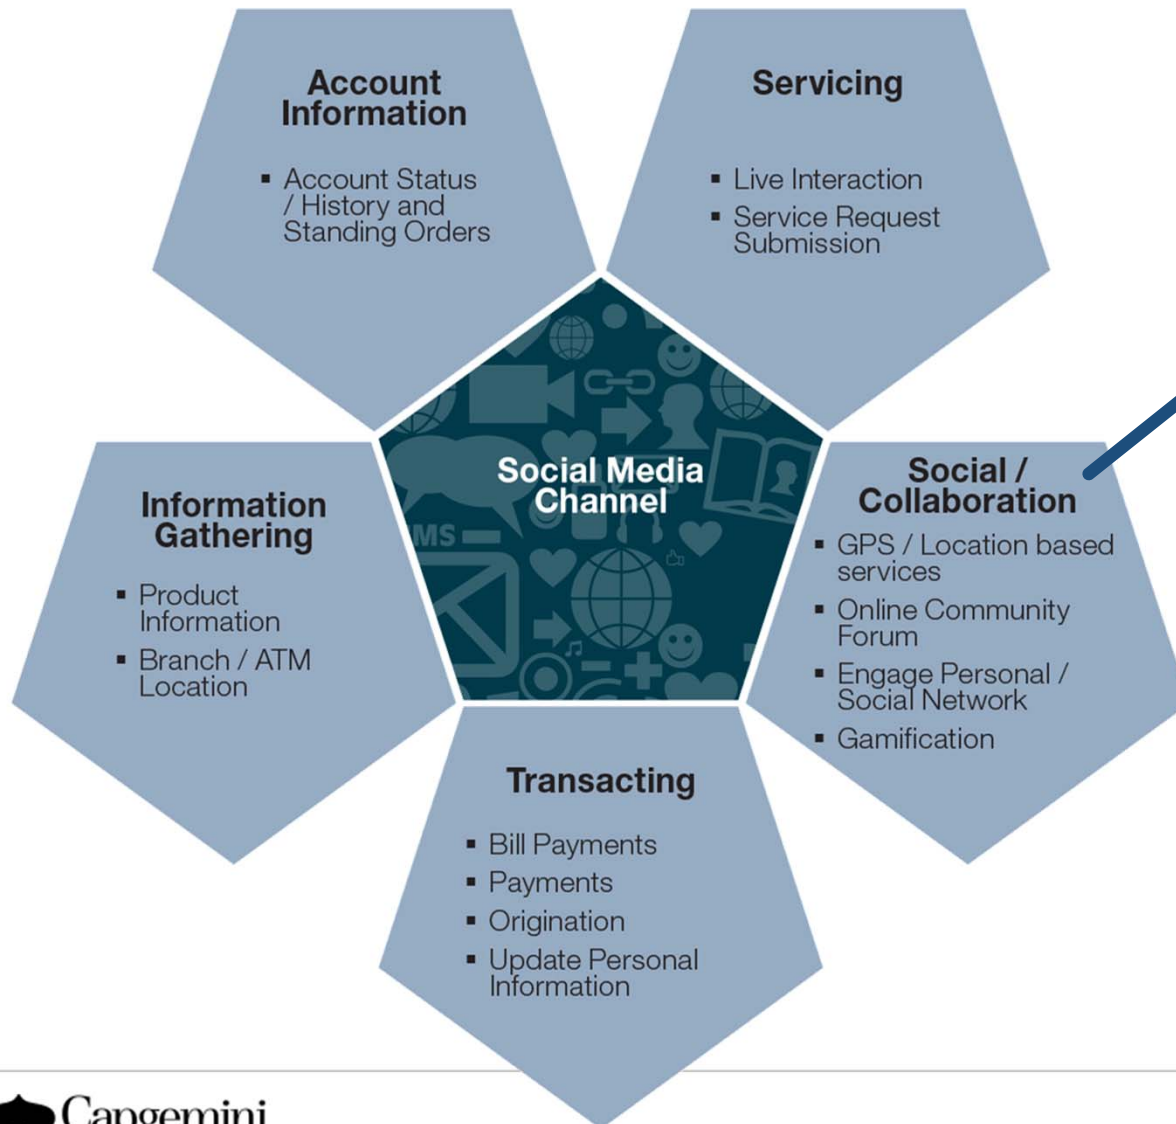 Account
Information
▪ Account Status
/ History and
Standing Orders
Servicing
▪ Live Interaction
▪ Service Request
Submission
Social Media
Channel
MS
Information
Gathering
▪ Product
Information
▪ Branch / ATM
Location
Social /
Collaboration
▪ GPS / Location based
services
▪ Online Community
Forum
▪ Engage Personal /
Social Network
▪ Gamification
Transacting
▪ Bill Payments
▪ Payments
▪ Origination
▪ Update Personal
Information
Capgemini